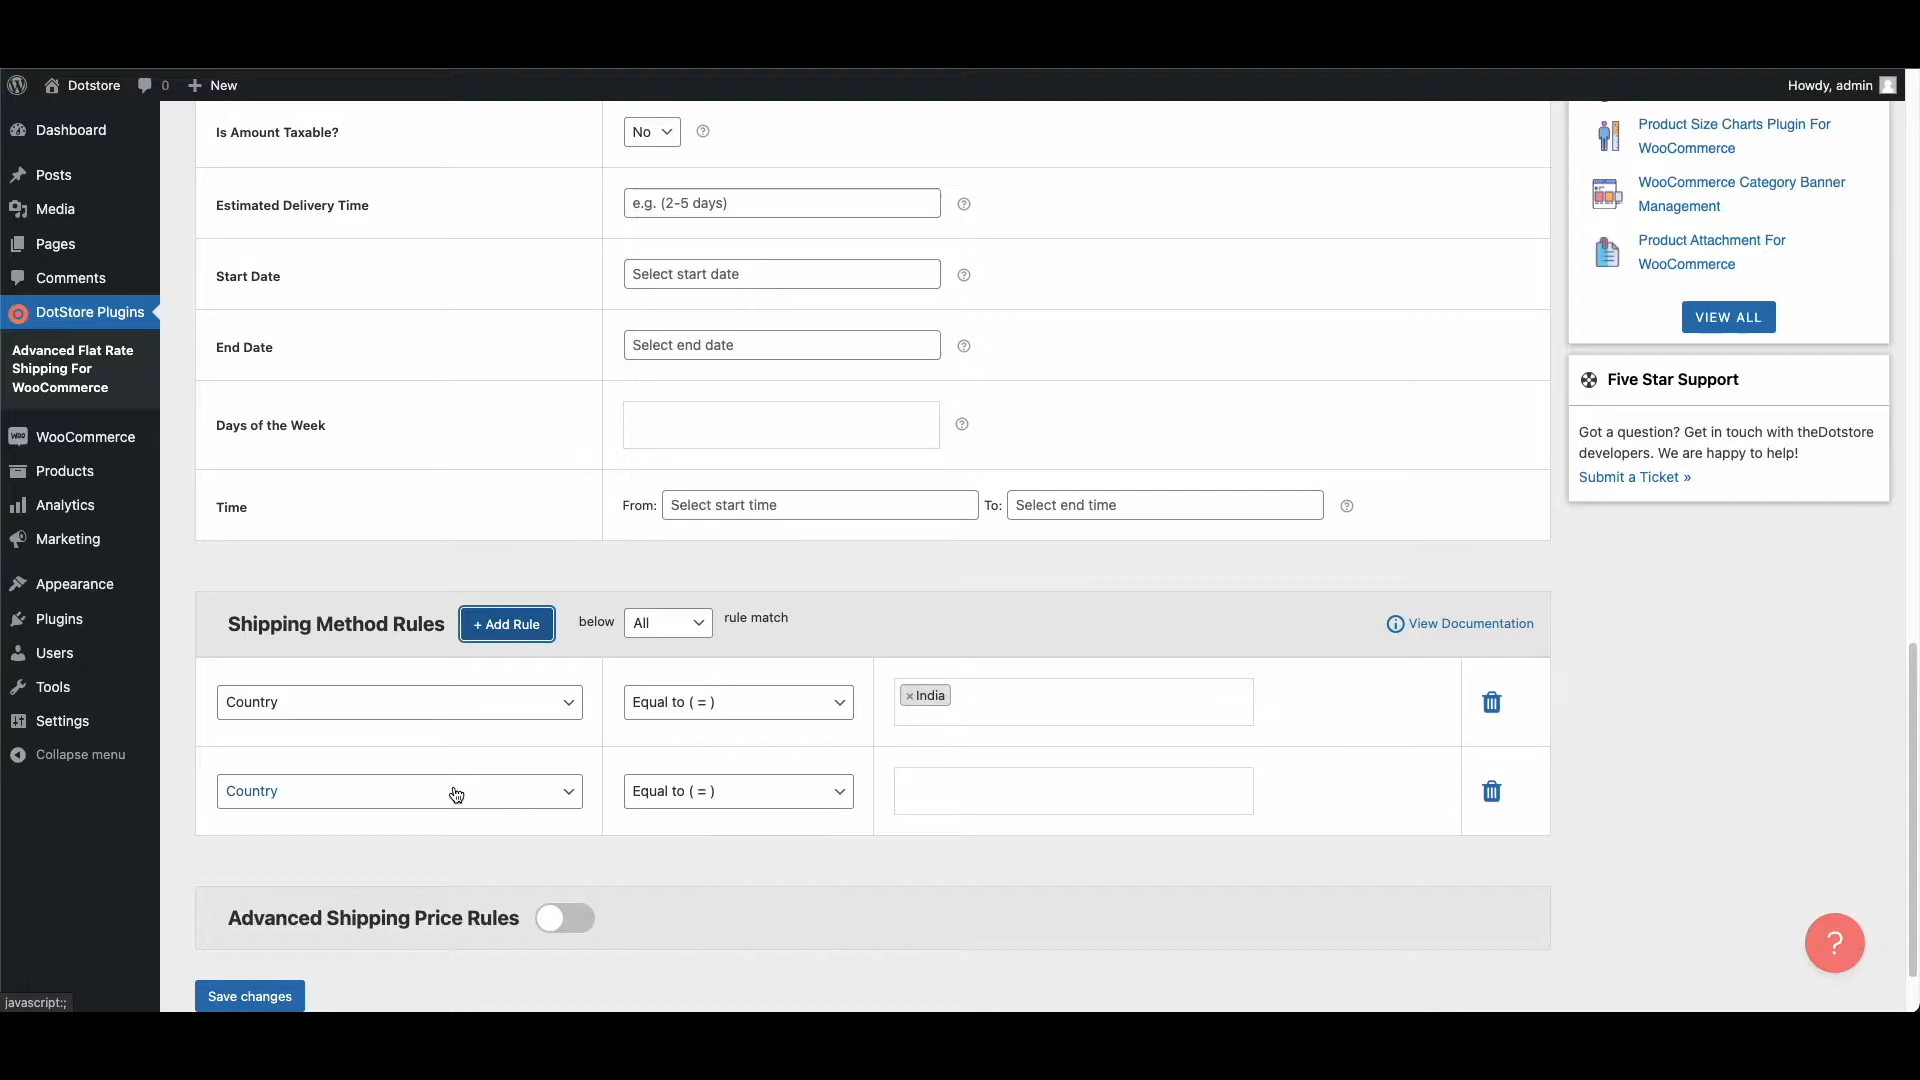 Dotstore
0
New
Howdy, admin
Dashboard
Posts
Media
Pages
Comments
DotStore Plugins
Advanced Flat Rate
Shipping For
WooCommerce
WooCommerce
Products
Analytics
Marketing
Appearance
Plugins
Users
Tools
Settings
Collapse menu
javascript:;
Is Amount Taxable?
No
Estimated Delivery Time
e.g. (2-5 days)
Start Date
Select start date
End Date
Select end date
Days of the Week
Time
From:
Select start time
To:
Select end time
Shipping Method Rules
+ Add Rule
below
All
rule match
View Documentation
Country
Equal to ( = )
×India
Country
Equal to ( = )
Advanced Shipping Price Rules
Save changes
Product Size Charts Plugin For
WooCommerce
WooCommerce Category Banner
Management
Product Attachment For
WooCommerce
VIEW ALL
Five Star Support
Got a question? Get in touch with theDotstore
developers. We are happy to help!
Submit a Ticket »
?